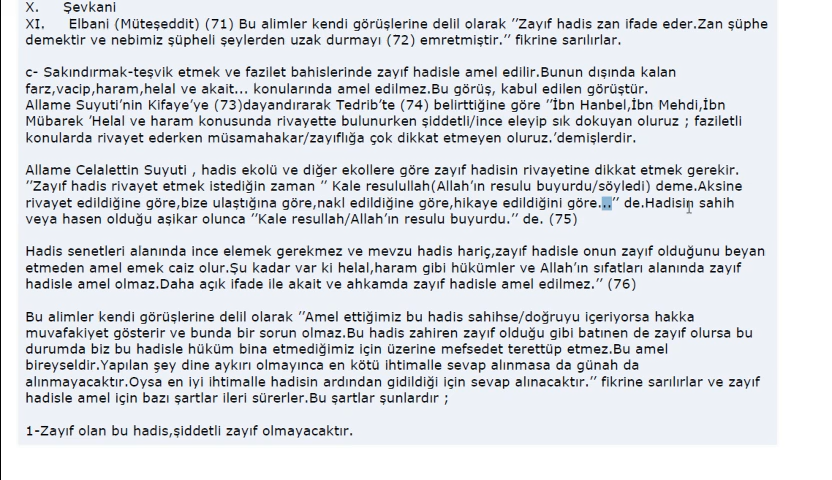 X. Şevkani
XI. Elbani (Müteşeddit) (71) Bu alimler kendi görüşlerine delil olarak ‘‘Zayıf hadis zan ifade eder.Zan şüphe
demektir ve nebimiz şüpheli şeylerden uzak durmayı (72) emretmiştir.’’ fikrine sarılırlar.
c- Sakındırmak-teşvik etmek ve fazilet bahislerinde zayıf hadisle amel edilir.Bunun dışında kalan
farz,vacip,haram,helal ve akait... konularında amel edilmez.Bu görüş, kabul edilen görüştür.
Allame Suyuti’nin Kifaye’ye (73)dayandırarak Tedrib’te (74) belirttiğine göre ‘‘İbn Hanbel,İbn Mehdi,İbn
Mübarek ‘Helal ve haram konusunda rivayette bulunurken şiddetli/ince eleyip sık dokuyan oluruz ; faziletli
konularda rivayet ederken müsamahakar/zayıflığa çok dikkat etmeyen oluruz.’demişlerdir.
Allame Celalettin Suyuti , hadis ekolü ve diğer ekollere göre zayıf hadisin rivayetine dikkat etmek gerekir.
‘‘Zayıf hadis rivayet etmek istediğin zaman ‘‘ Kale resulullah(Allah’ın resulu buyurdu/söyledi) deme.Aksine
rivayet edildiğine göre,bize ulaştığına göre,nakl edildiğine göre,hikaye edildiğini göre...’’ de.Hadisin sahih
veya hasen olduğu aşikar olunca ‘‘Kale resullah/Allah’ın resulu buyurdu.’’ de. (75)
Hadis senetleri alanında ince elemek gerekmez ve mevzu hadis hariç,zayıf hadisle onun zayıf olduğunu beyan
etmeden amel emek caiz olur.Şu kadar var ki helal,haram gibi hükümler ve Allah’ın sıfatları alanında zayıf
hadisle amel olmaz.Daha açık ifade ile akait ve ahkamda zayıf hadisle amel edilmez.’’ (76)
Bu alimler kendi görüşlerine delil olarak ‘‘Amel ettiğimiz bu hadis sahihse/doğruyu içeriyorsa hakka
muvafakiyet gösterir ve bunda bir sorun olmaz.Bu hadis zahiren zayıf olduğu gibi batınen de zayıf olursa bu
durumda biz bu hadisle hüküm bina etmediğimiz için üzerine mefsedet terettüp etmez.Bu amel
bireyseldir.Yapılan şey dine aykırı olmayınca en kötü ihtimalle sevap alınmasa da günah da
alınmayacaktır.Oysa en iyi ihtimalle hadisin ardından gidildiği için sevap alınacaktır.’’ fikrine sarılırlar ve zayıf
hadisle amel için bazı şartlar ileri sürerler.Bu şartlar şunlardır ;
1-Zayıf olan bu hadis,şiddetli zayıf olmayacaktır.